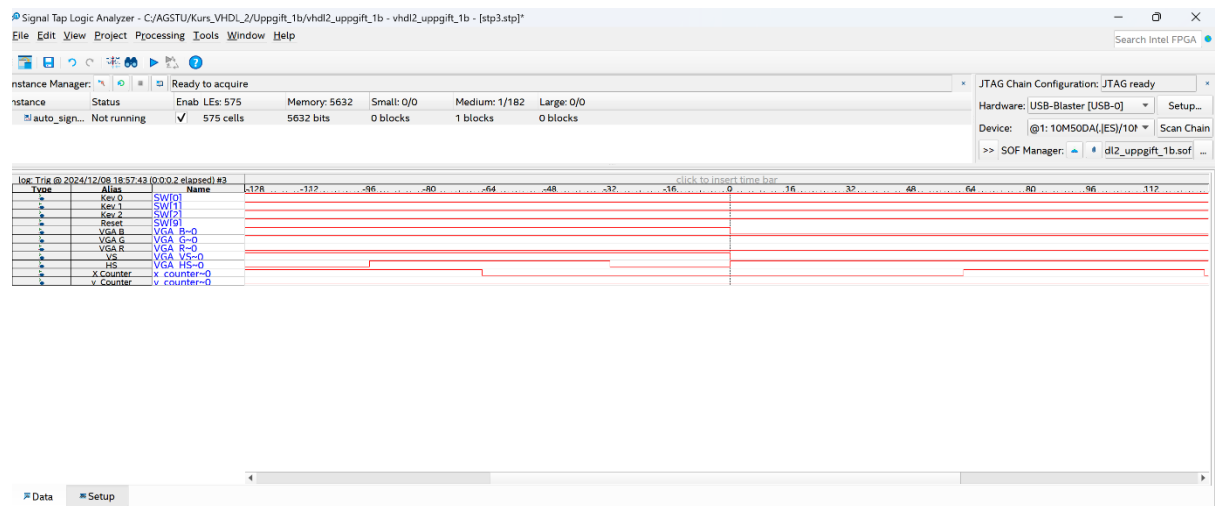 Signal Tap Logic Analyzer - C:/AGSTU/Kurs_VHDL_2/Uppgift_1b/vhdl2_uppgift_1b - vhdl2_uppgift_1b - [stp3.stp]*
File Edit View Project Processing Tools Window Help
Search Intel FPGA
nstance Manager: Ready to acquire
nstance Status Enab LEs: 575 Memory: 5632 Small: 0/0 Medium: 1/182 Large: 0/0
auto_sign... Not running 575 cells 5632 bits 0 blocks 1 blocks 0 blocks
JTAG Chain Configuration: JTAG ready
Hardware: USB-Blaster [USB-0] Setup...
Device: @1: 10M50DA(.|ES)/10M Scan Chain
>> SOF Manager: dl2_uppgift_1b.sof ...
log: Trig @ 2024/12/08 18:57:43 (0:0:0.2 elapsed) #3 click to insert time bar
Type Alias Name -128 -112 -96 -80 -64 -48 -32 -16 0 16 32 48 64 80 96 112
Key 0 SW[0]
Key 1 SW[1]
Key 2 SW[2]
Reset SW[9]
VGA B VGA_B~0
VGA G VGA_G~0
VGA R VGA_R~0
VS VGA_VS~0
HS VGA_HS~0
X Counter x_counter~0
y_Counter y_counter~0
Data Setup